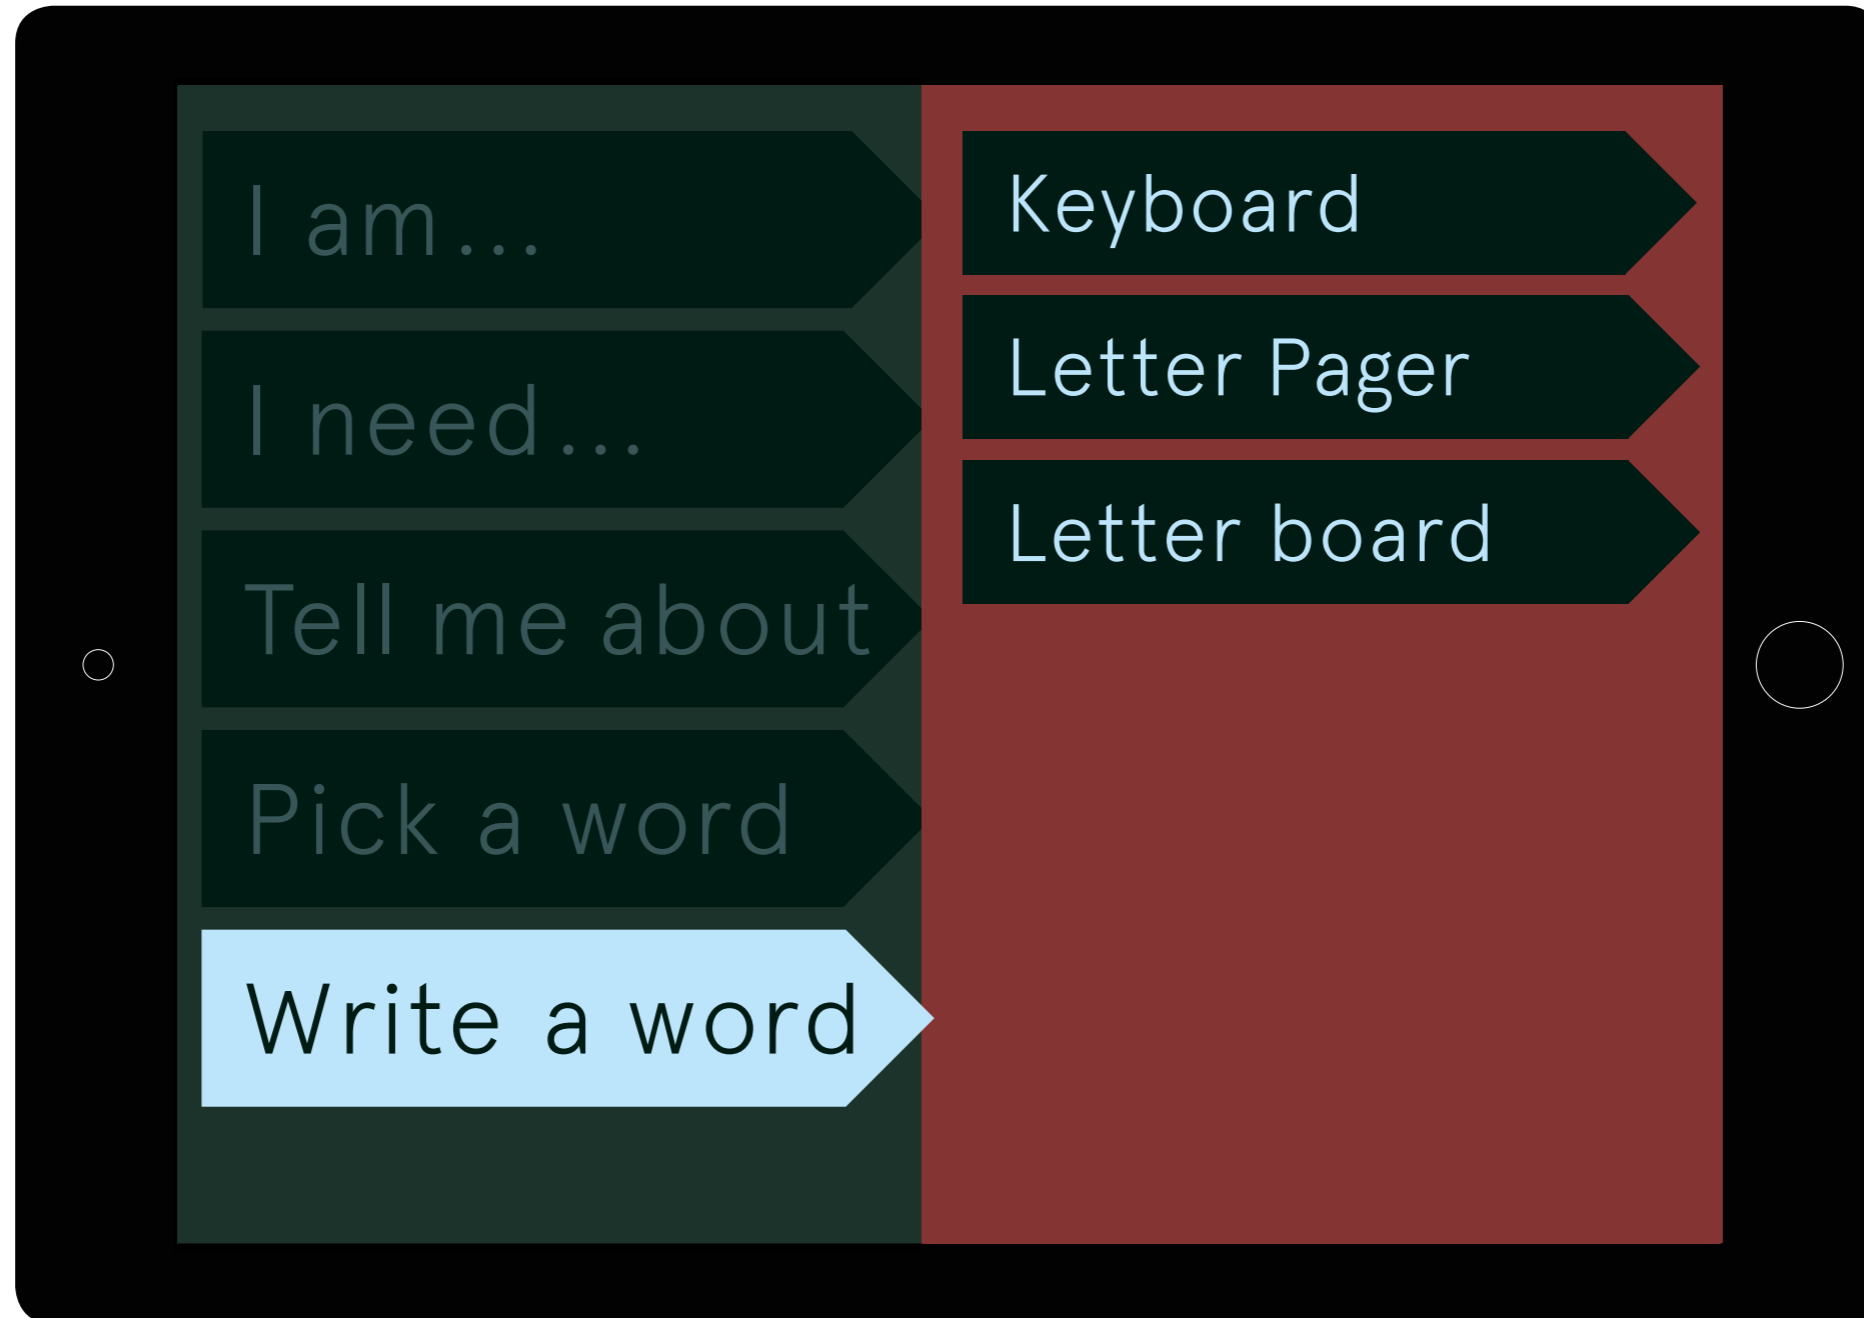 I am...
I need...
Tell me about
Pick a word
Write a word
Keyboard
Letter Pager
Letter board